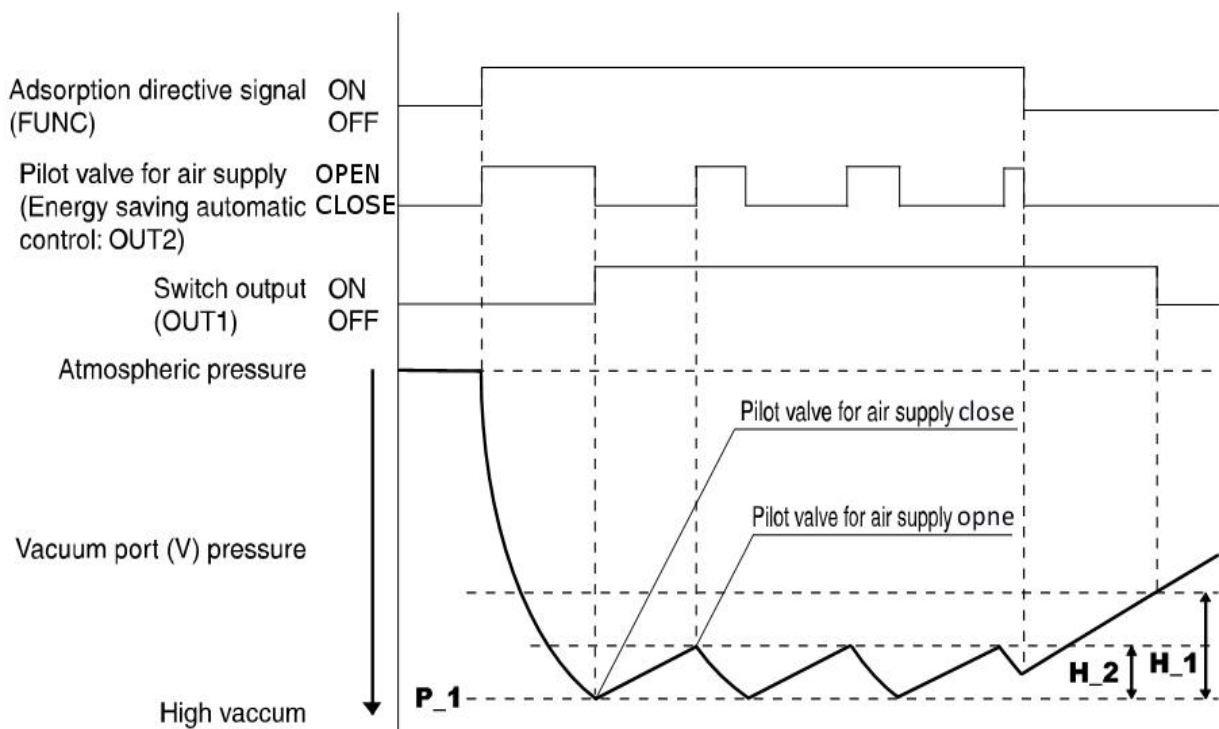 Adsorption directive signal ON
(FUNC) OFF
Pilot valve for air supply OPEN
(Energy saving automatic CLOSE
control: OUT2)
Switch output ON
(OUT1) OFF
Atmospheric pressure
Pilot valve for air supply close
Pilot valve for air supply opne
Vacuum port (V) pressure
H_2
H_1
P_1
High vaccum